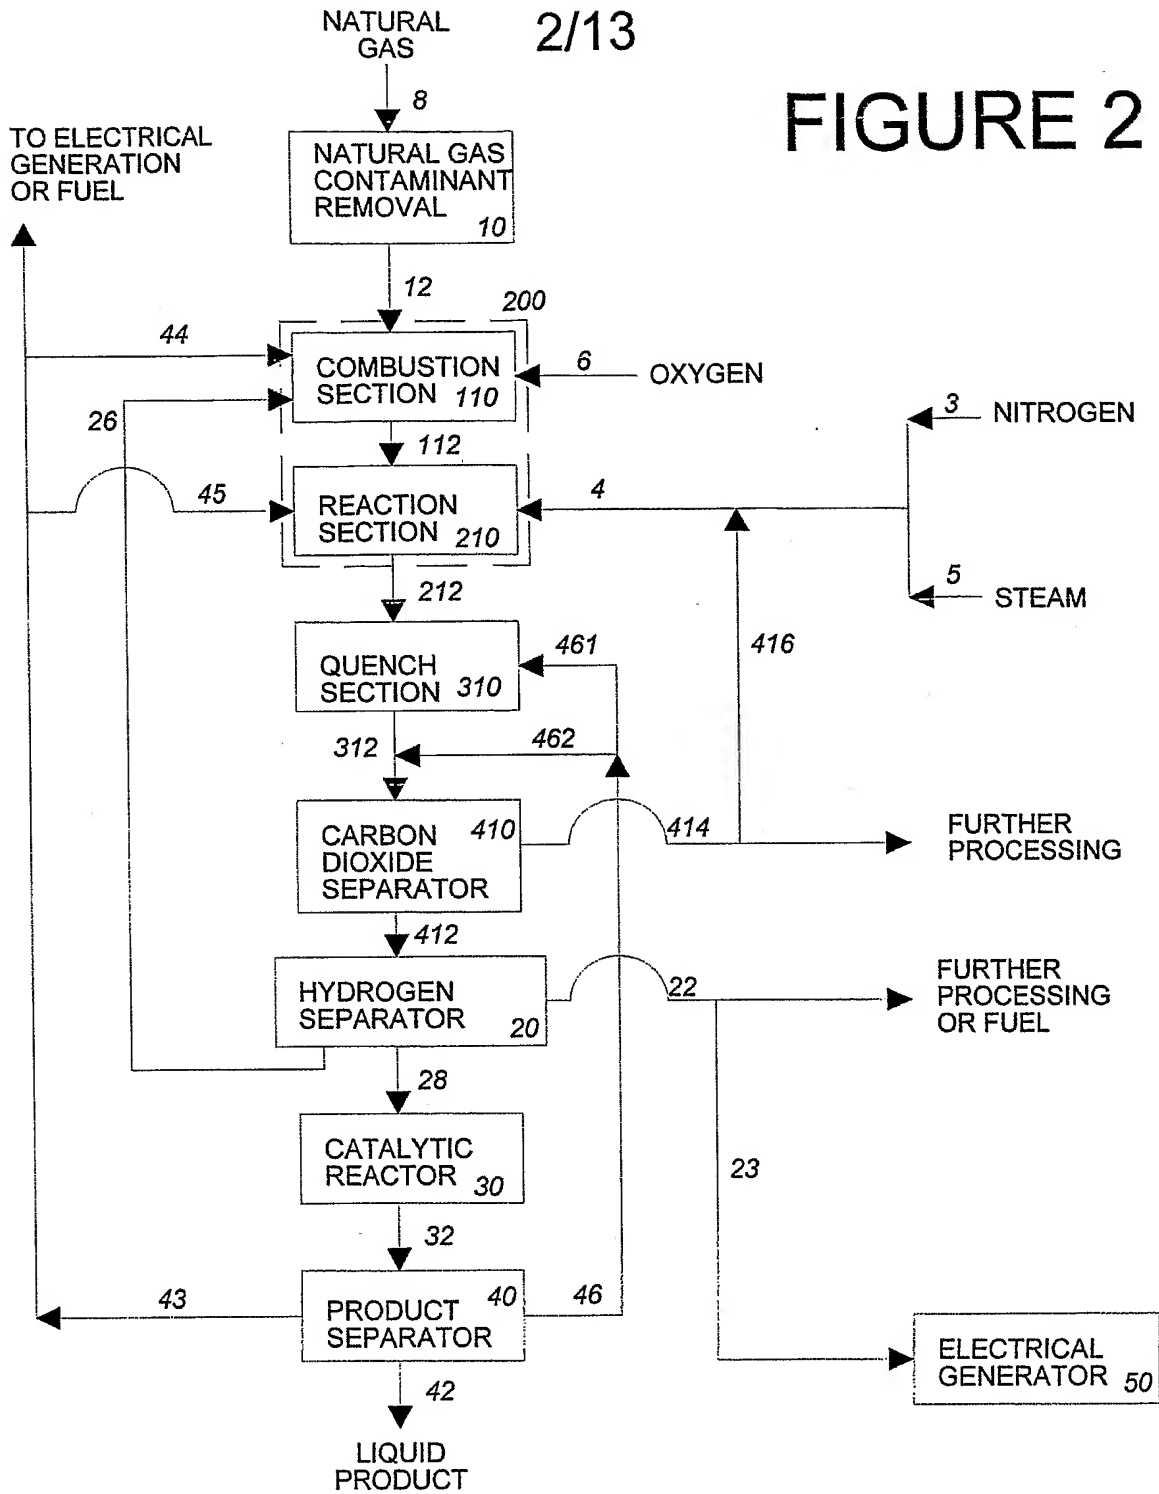 NATURAL
GAS
2/13
FIGURE 2
8
TO ELECTRICAL
GENERATION
OR FUEL
NATURAL GAS
CONTAMINANT
REMOVAL
10
12
200
44
COMBUSTION
SECTION 110
6
OXYGEN
26
3
NITROGEN
112
45
REACTION
SECTION 210
4
5
STEAM
212
461
416
QUENCH
SECTION 310
312
462
CARBON
DIOXIDE
SEPARATOR
410
414
FURTHER
PROCESSING
412
HYDROGEN
SEPARATOR
20
22
FURTHER
PROCESSING
OR FUEL
28
CATALYTIC
REACTOR 30
23
32
43
PRODUCT
SEPARATOR
40
46
ELECTRICAL
GENERATOR 50
42
LIQUID
PRODUCT